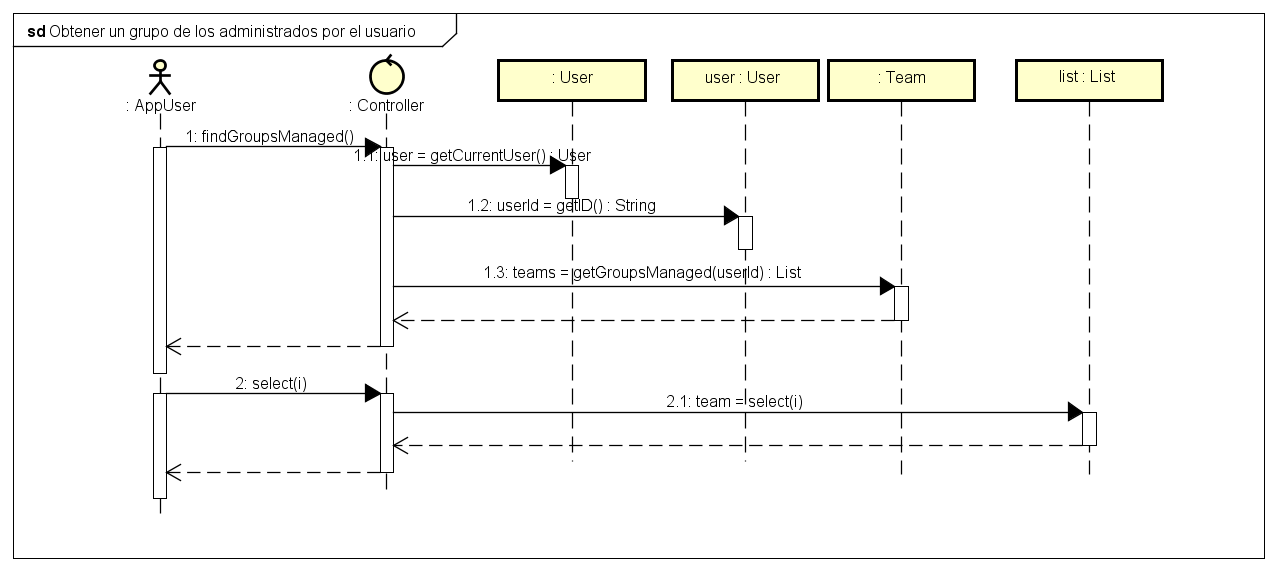 sd Obtener un grupo de los administrados por el usuario
: AppUser
: Controller
: User
user : User
: Team
list : List
1: findGroupsManaged()
1.1: user = getCurrentUser() : User
1.2: userId = getID() : String
1.3: teams = getGroupsManaged(userId) : List
2: select(i)
2.1: team = select(i)